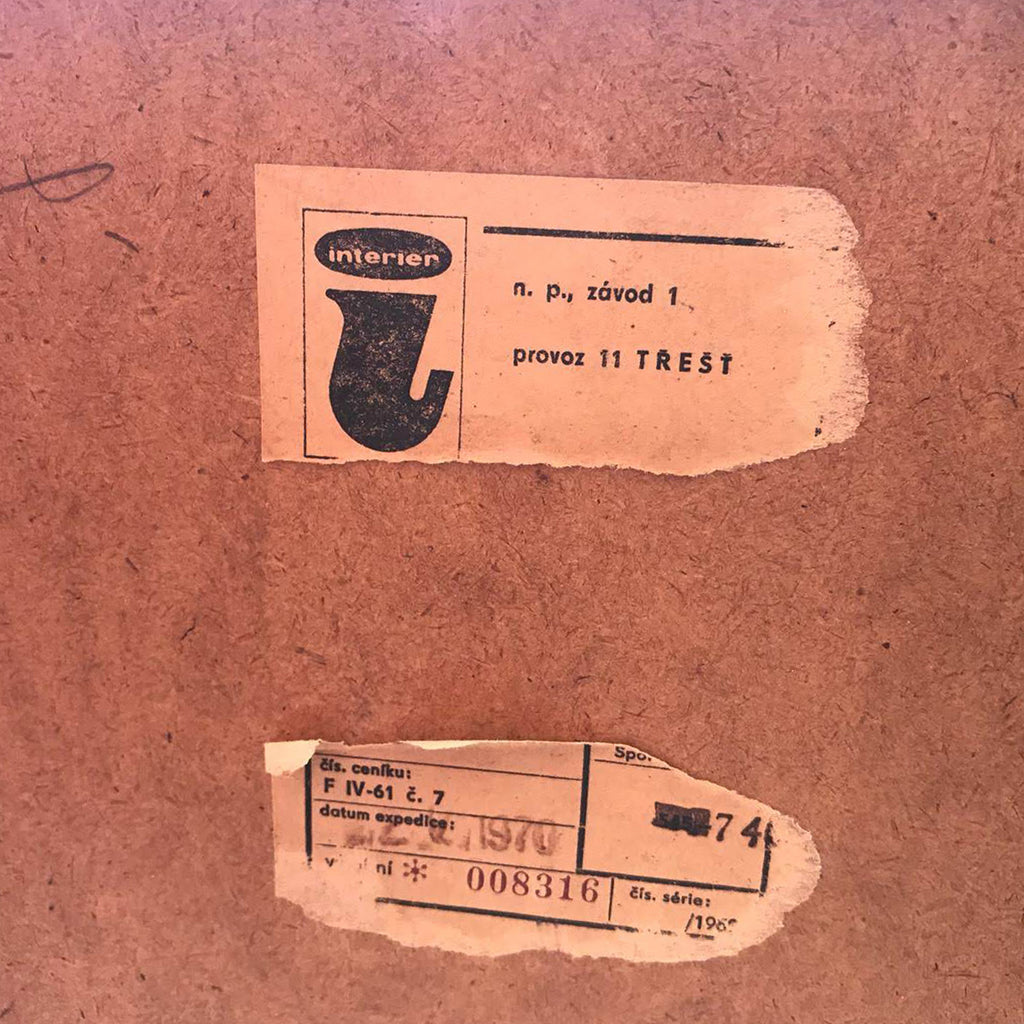 interier
n. p., závod 1
provoz 11 TŘEŠŤ
čís. ceníku:
F IV-61 č. 7
datum expedice:
1970
008316
74
čís. série: